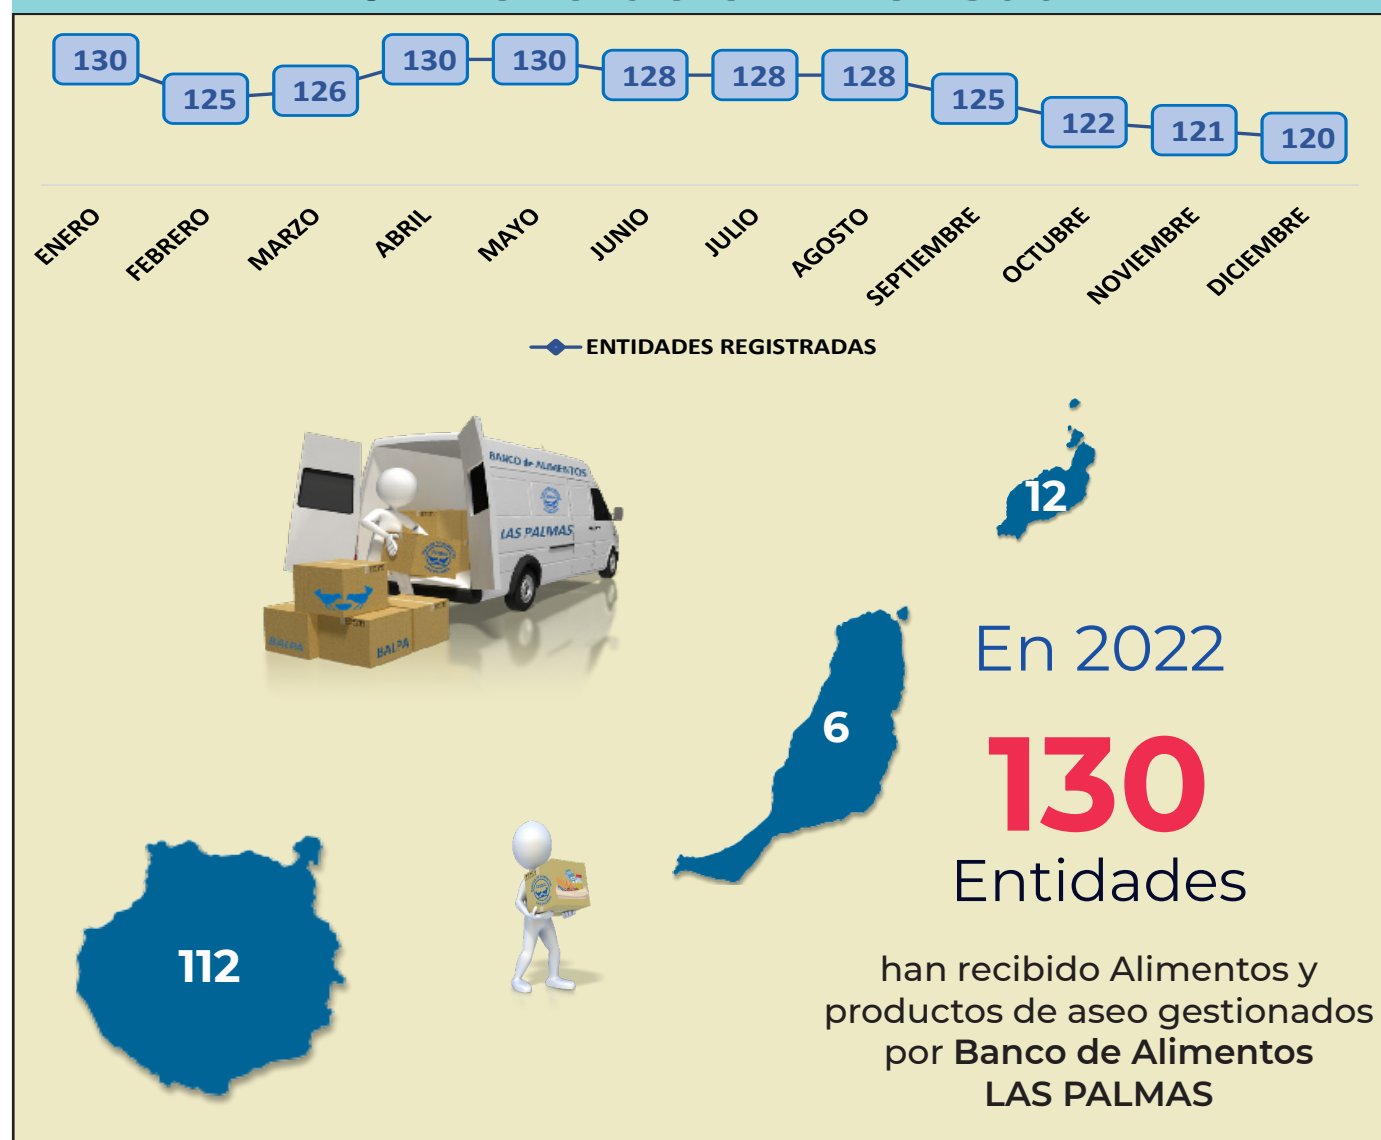 130
125
126
130
130
128
128
128
125
122
121
120
ENERO
FEBRERO
MARZO
ABRIL
MAYO
JUNIO
JULIO
AGOSTO
SEPTIEMBRE
OCTUBRE
NOVIEMBRE
DICIEMBRE
ENTIDADES REGISTRADAS
BANCO de ALIMENTOS
LAS PALMAS
BALPA
BALPA
12
6
112
En 2022
130
Entidades
han recibido Alimentos y
productos de aseo gestionados
por Banco de Alimentos
LAS PALMAS